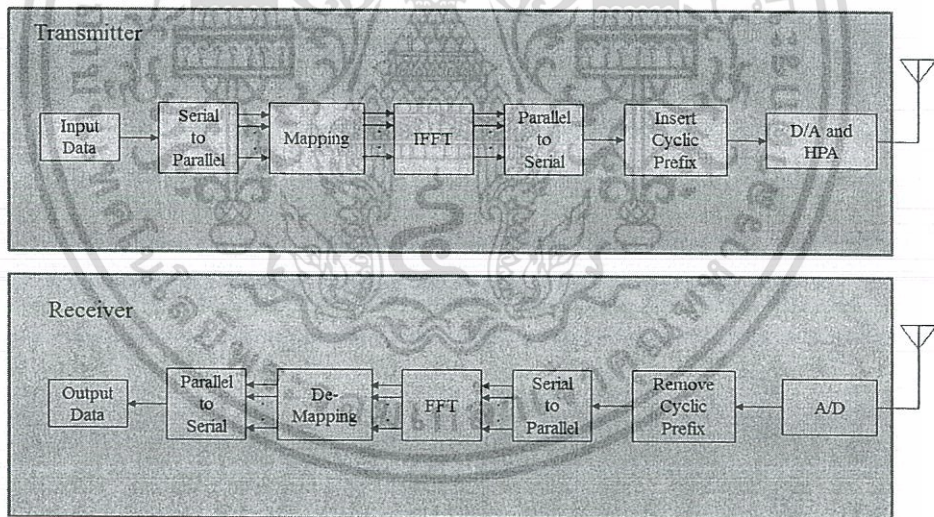 Transmitter
Input
Data
Serial
to
Parallel
Mapping
IFFT
Parallel
to
Serial
Insert
Cyclic
Prefix
D/A and
HPA
Receiver
Output
Data
Parallel
to
Serial
De-
Mapping
FFT
Serial
to
Parallel
Remove
Cyclic
Prefix
A/D